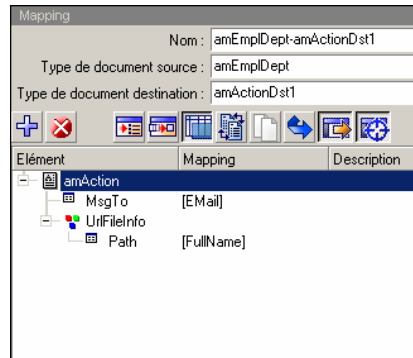 Mapping
Nom : amEmplDept-amActionDst1
Type de document source : amEmplDept
Type de document destination : amActionDst1
Elément Mapping Description
amAction
MsgTo [EMail]
UrlFileInfo
Path [FullName]